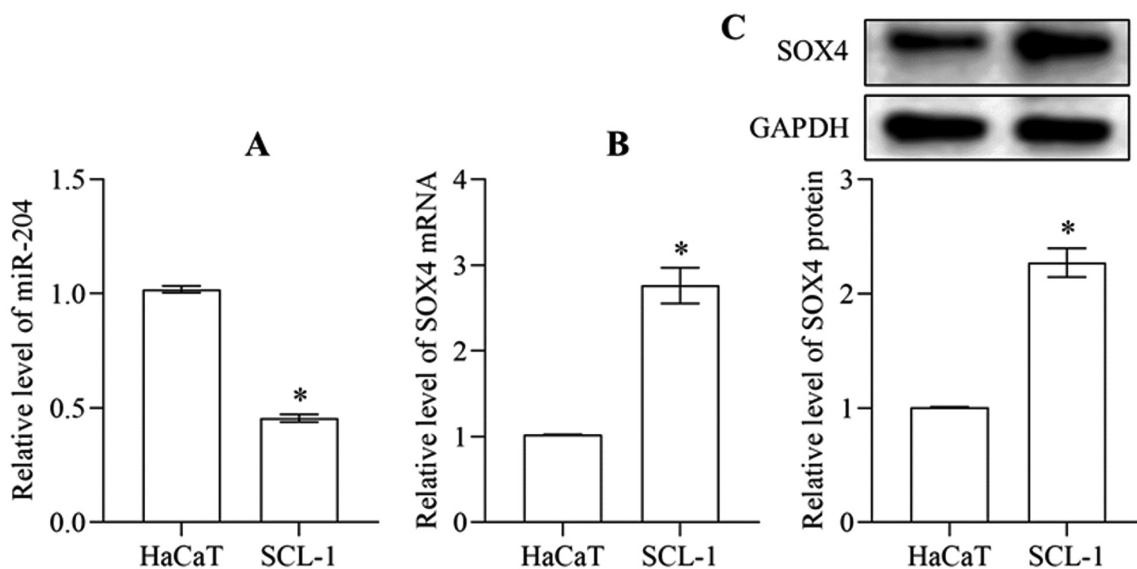 A
Relative level of miR-204
1.5
1.0
0.5
0.0
*
HaCaT SCL-1
B
Relative level of SOX4 mRNA
4
3
2
1
0
*
HaCaT SCL-1
C
SOX4
GAPDH
Relative level of SOX4 protein
3
2
1
0
*
HaCaT SCL-1